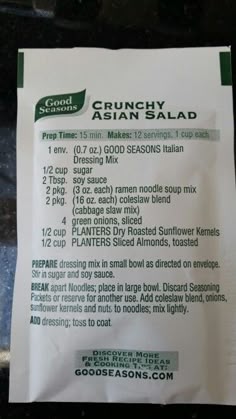 Good
Seasons
CRUNCHY
ASIAN SALAD
Prep Time: 15 min. Makes: 12 servings, 1 cup each
1 env. (0.7 oz.) GOOD SEASONS Italian
Dressing Mix
1/2 cup sugar
2 Tbsp. soy sauce
2 pkg. (3 oz. each) ramen noodle soup mix
2 pkg. (16 oz. each) coleslaw blend
(cabbage slaw mix)
4 green onions, sliced
1/2 cup PLANTERS Dry Roasted Sunflower Kernels
1/2 cup PLANTERS Sliced Almonds, toasted
PREPARE dressing mix in small bowl as directed on envelope.
Stir in sugar and soy sauce.
BREAK apart Noodles; place in large bowl. Discard Seasoning
Packets or reserve for another use. Add coleslaw blend, onions,
sunflower kernels and nuts to noodles; mix lightly.
ADD dressing; toss to coat.
DISCOVER MORE
FRESH RECIPE IDEAS
& COOKING TIPS AT:
GOODSEASONS.COM